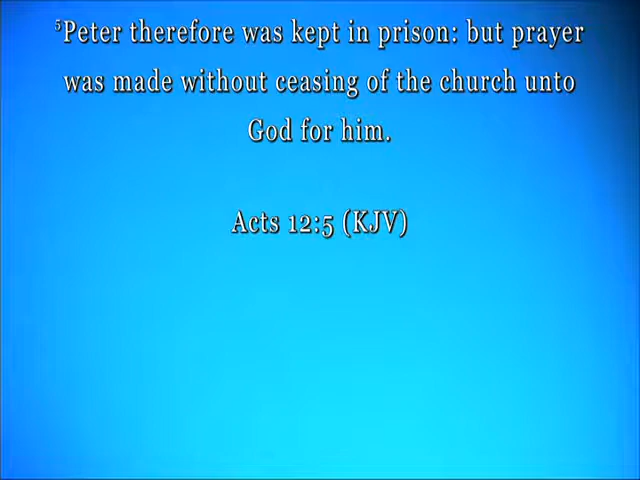 ⁵Peter therefore was kept in prison: but prayer
was made without ceasing of the church unto
God for him.
Acts 12:5 (KJV)